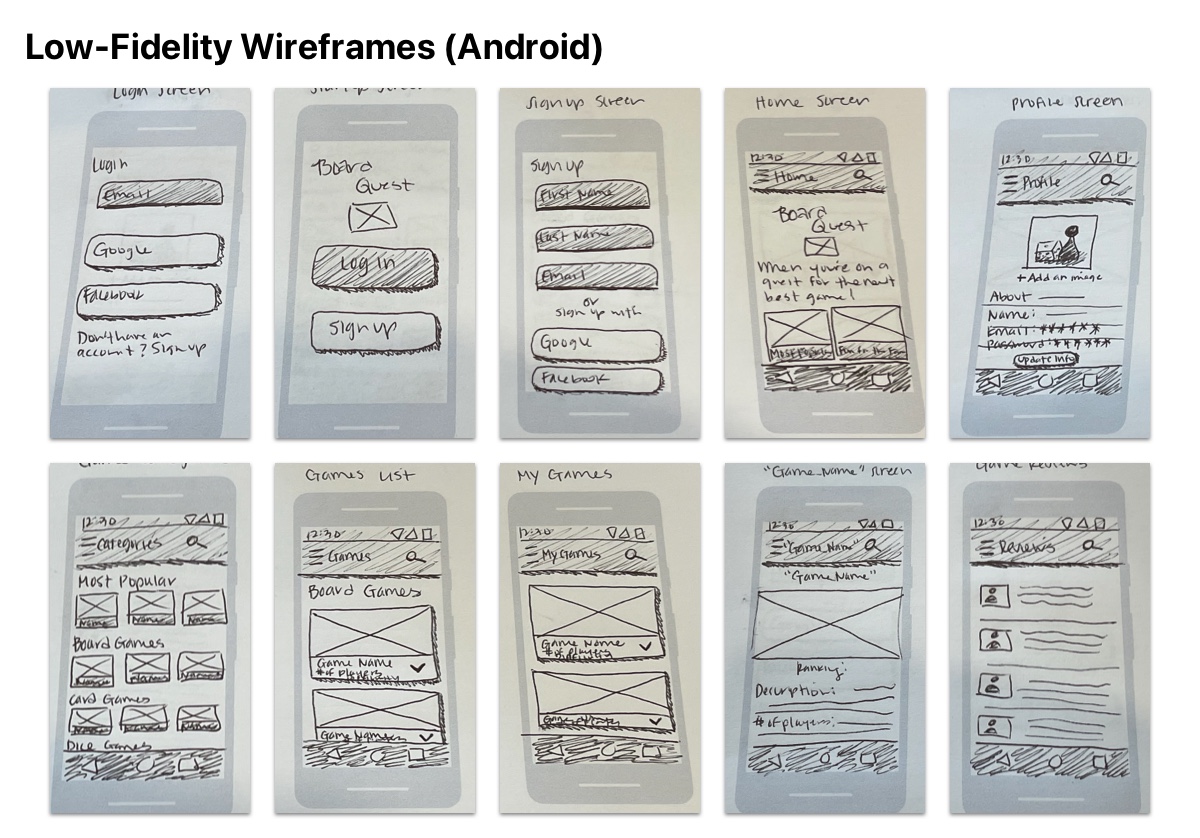 Low-Fidelity Wireframes (Android)
Login Screen
Login
Email
Google
Facebook
Don't have an
account? Sign up
Board
Quest
Log In
Sign up
Sign up Screen
Sign up
First Name
Last Name
Email
or
sign up with
Google
Facebook
Home Screen
12:30
Home
Board
Quest
When you're on a
quest for the next
best game!
Most Popular
Profile Screen
12:30
Profile
+Add an image
About
Name:
Email: ******
Password: ******
Update Info
12:30
Categories
Most Popular
Name
Name
Name
Board Games
Name
Name
Card Games
Name
Name
Name
Dice Games
Games List
12:30
Games
Board Games
Game Name
# of players
Game Name
My Games
12:30
My Games
Game Name
# of players
"Game_Name" Screen
12:30
"Game_Name"
"Game Name"
Ranking:
Description:
# of players:
Game Reviews
12:30
Reviews